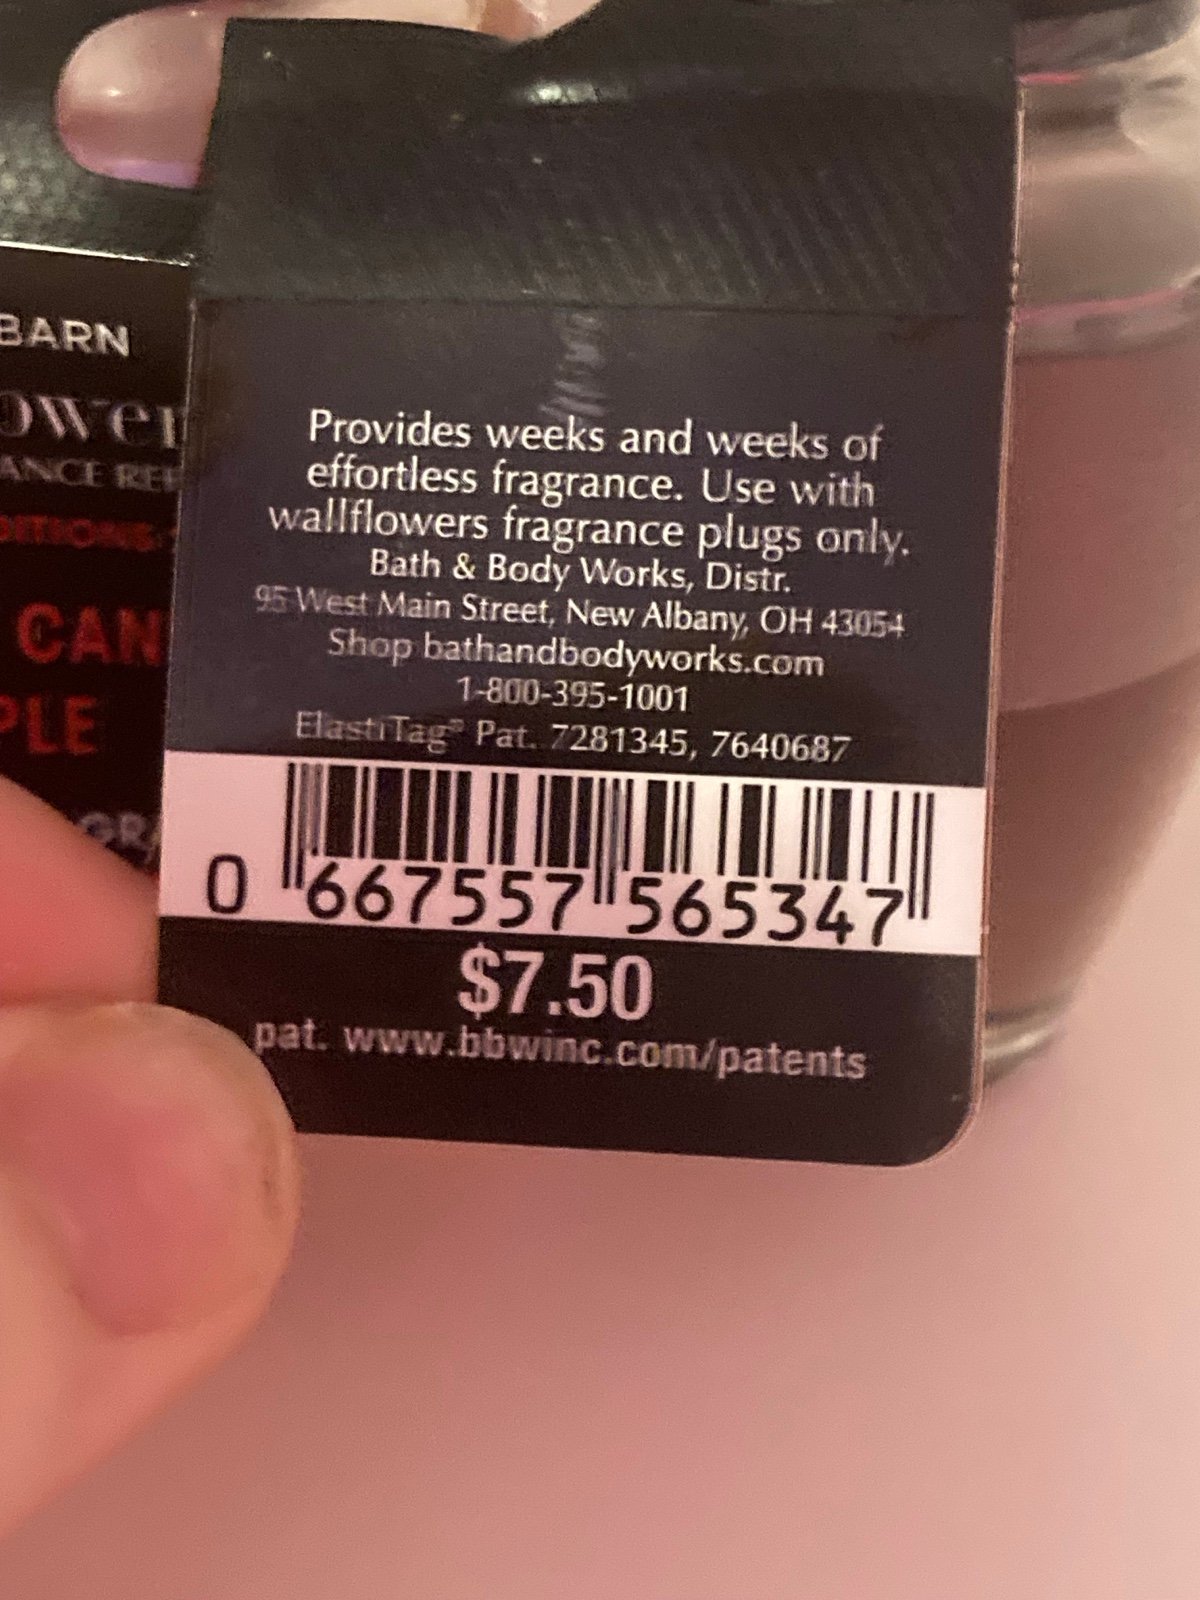 BARN
CAN
PLE
Provides weeks and weeks of
effortless fragrance. Use with
wallflowers fragrance plugs only.
Bath & Body Works, Distr.
95 West Main Street, New Albany, OH 43054
Shop bathandbodyworks.com
1-800-395-1001
ElastiTag® Pat. 7281345, 7640687
0 667557 565347
$7.50
pat. www.bbwinc.com/patents